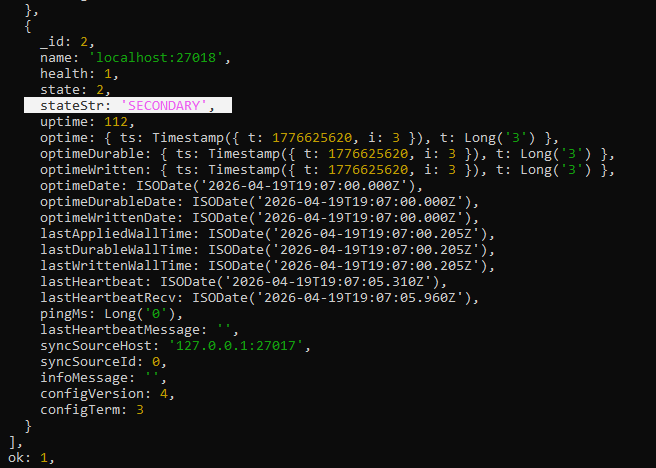 },
{
_id: 2,
name: 'localhost:27018',
health: 1,
state: 2,
stateStr: 'SECONDARY',
uptime: 112,
optime: { ts: Timestamp({ t: 1776625620, i: 3 }), t: Long('3') },
optimeDurable: { ts: Timestamp({ t: 1776625620, i: 3 }), t: Long('3') },
optimeWritten: { ts: Timestamp({ t: 1776625620, i: 3 }), t: Long('3') },
optimeDate: ISODate('2026-04-19T19:07:00.000Z'),
optimeDurableDate: ISODate('2026-04-19T19:07:00.000Z'),
optimeWrittenDate: ISODate('2026-04-19T19:07:00.000Z'),
lastAppliedWallTime: ISODate('2026-04-19T19:07:00.205Z'),
lastDurableWallTime: ISODate('2026-04-19T19:07:00.205Z'),
lastWrittenWallTime: ISODate('2026-04-19T19:07:00.205Z'),
lastHeartbeat: ISODate('2026-04-19T19:07:05.310Z'),
lastHeartbeatRecv: ISODate('2026-04-19T19:07:05.960Z'),
pingMs: Long('0'),
lastHeartbeatMessage: '',
syncSourceHost: '127.0.0.1:27017',
syncSourceId: 0,
infoMessage: '',
configVersion: 4,
configTerm: 3
}
],
ok: 1,